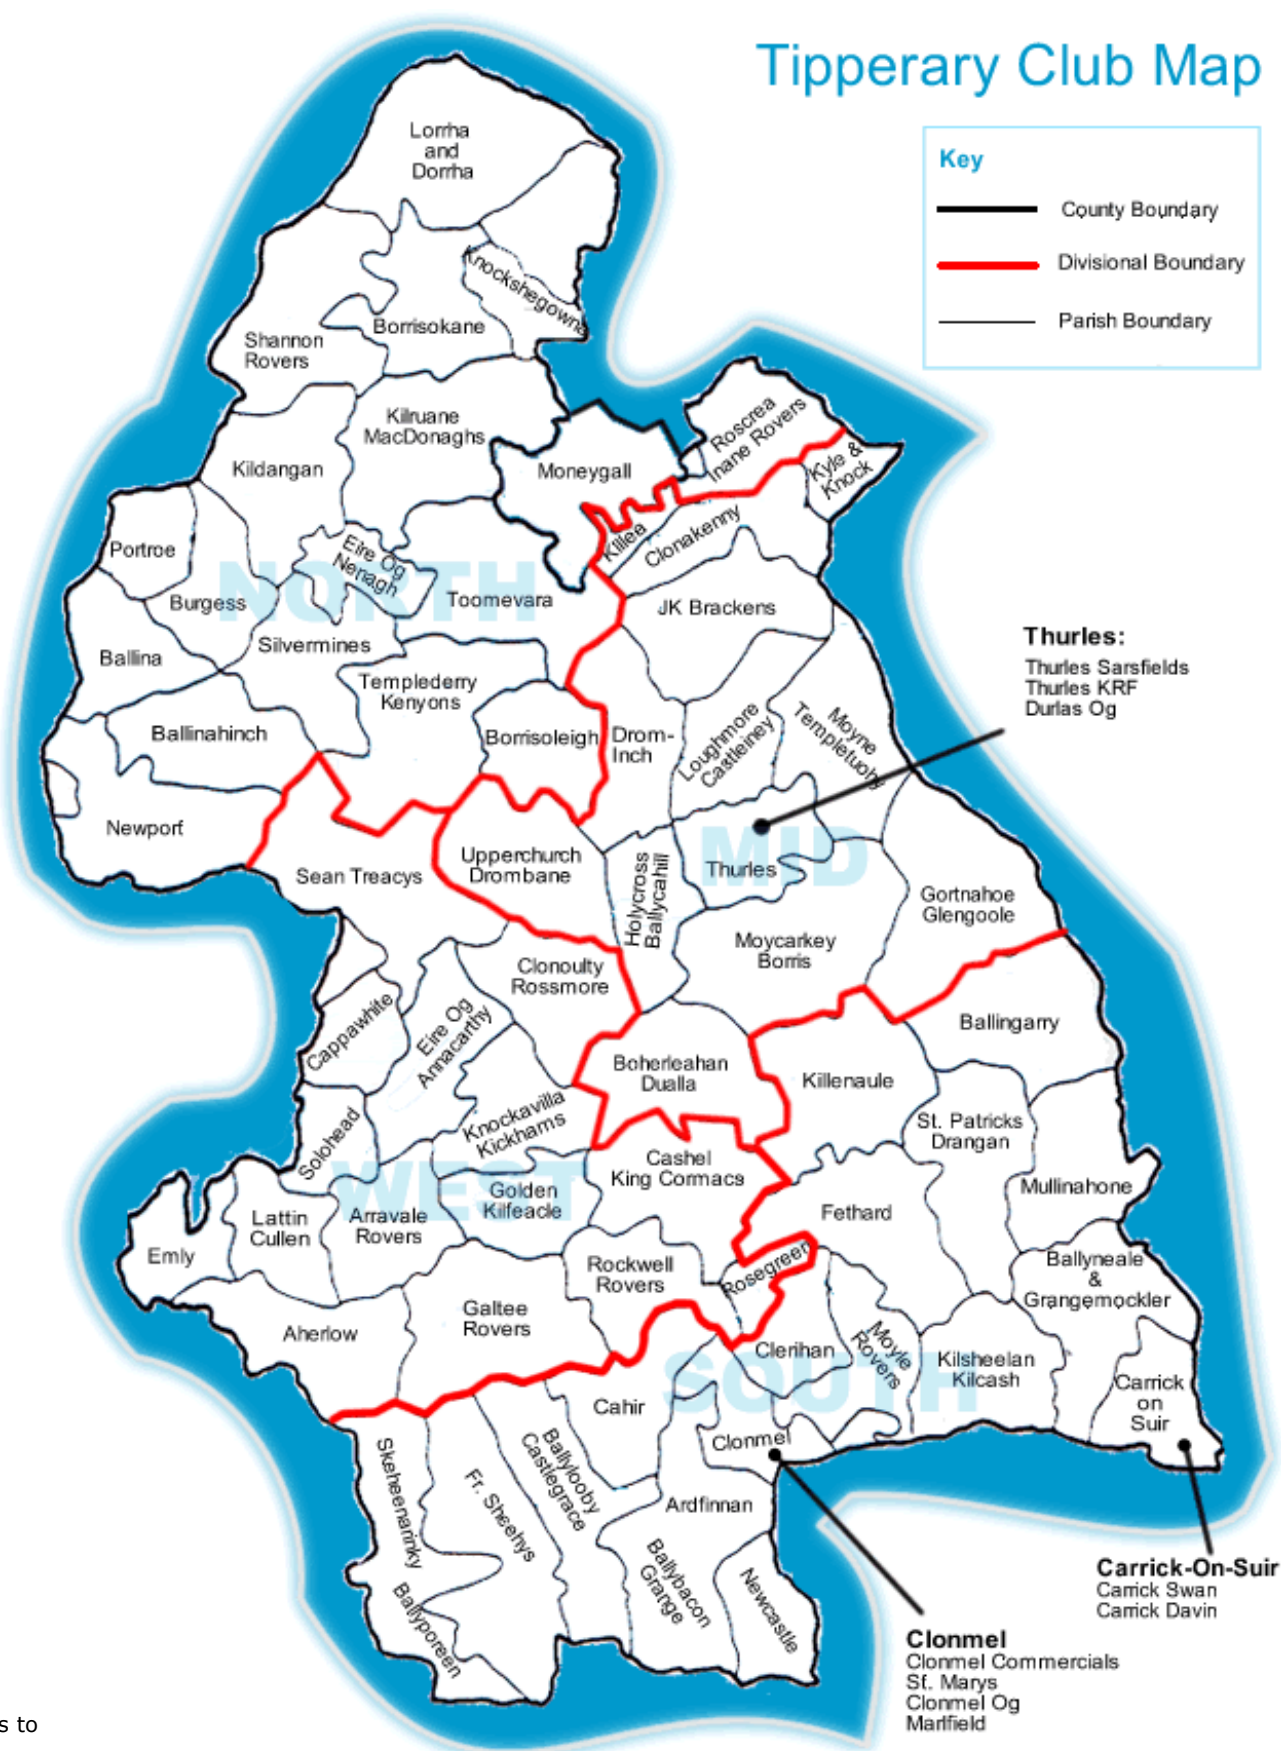 Tipperary Club Map
Key
County Boundary
Divisional Boundary
Parish Boundary
Lorrha
and
Dorrha
Knockshegowna
Borrisokane
Shannon
Rovers
Kilruane
MacDonaghs
Kildangan
Moneygall
Roscrea
Inane Rovers
Kyle &
Knock
Killee
Clonakenny
Portroe
Eire Og
Nenagh
NORTH
Burgess
Toomevara
JK Brackens
Silvermines
Ballina
Thurles:
Thurles Sarsfields
Thurles KRF
Durlas Og
Templederry
Kenyons
Ballinahinch
Borrisoleigh
Drom-
Inch
Loughmore
Castleiney
Moyne
Templetuohy
Newport
MID
Sean Treacys
Upperchurch
Drombane
Holycross
Ballycahill
Thurles
Gortnahoe
Glengoole
Moycarkey
Borris
Clonoulty
Rossmore
Cappawhite
Eire Og
Annacarthy
Ballingarry
Boherleahan
Dualla
Killenaule
Solohead
Knockavilla
Kickhams
St. Patricks
Drangan
WEST
Cashel
King Cormacs
Mullinahone
Golden
Kilfeacle
Lattin
Cullen
Arravale
Rovers
Fethard
Emly
Rockwell
Rovers
Rosegreen
Ballyneale
&
Grangemockler
Galtee
Rovers
Aherlow
Clerihan
Moyle
Rovers
Kilsheelan
Kilcash
SOUTH
Carrick
on
Suir
Cahir
Clonmel
Skeheenarinky
Fr. Sheehys
Ballylooby
Castlegrace
Ardfinnan
Ballybacon
Grange
Newcastle
Ballyporeen
Carrick-On-Suir
Carrick Swan
Carrick Davin
Clonmel
Clonmel Commercials
St. Marys
Clonmel Og
Marlfield
s to